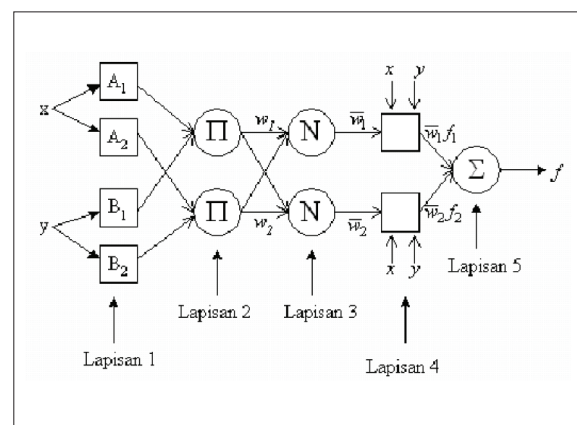 x y
A₁
x
A₂
Π w₁ N w̄₁ w̄₁f₁
Σ f
y
B₁
B₂
Π w₂ N w̄₂ w̄₂f₂
x y
Lapisan 5
Lapisan 2 Lapisan 3
Lapisan 1 Lapisan 4